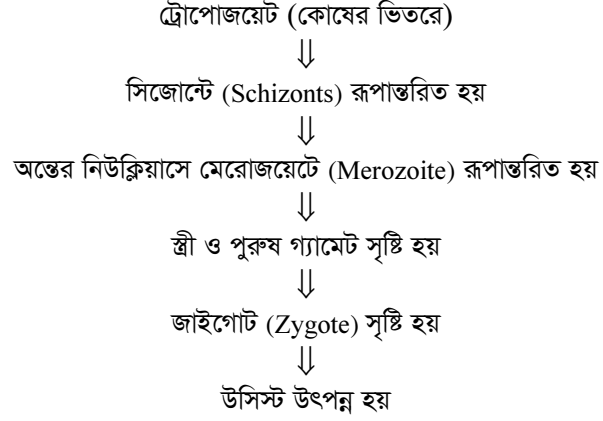 ট্রোপোজয়েট (কোষের ভিতরে)
⇓
সিজোন্টে (Schizonts) রূপান্তরিত হয়
⇓
অন্তের নিউক্লিয়াসে মেরোজয়েটে (Merozoite) রূপান্তরিত হয়
⇓
স্ত্রী ও পুরুষ গ্যামেট সৃষ্টি হয়
⇓
জাইগোট (Zygote) সৃষ্টি হয়
⇓
উসিস্ট উৎপন্ন হয়